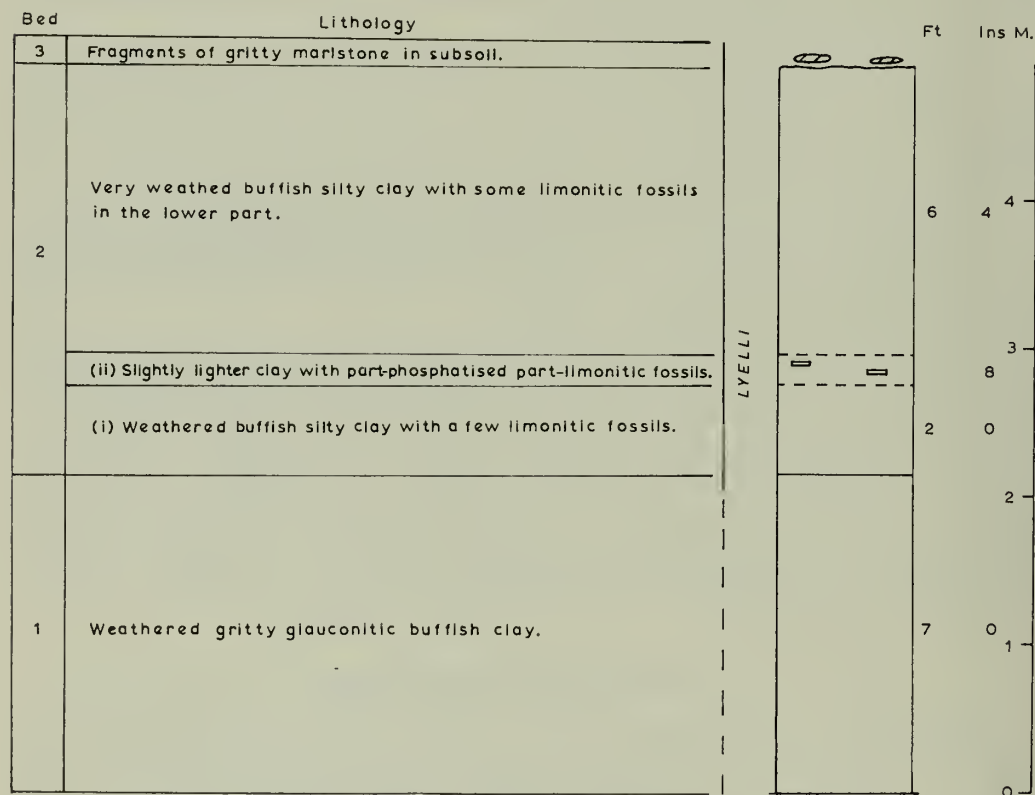 Bed Lithology Ft Ins M.
3 Fragments of gritty marlstone in subsoil.
Very weathed buffish silty clay with some limonitic fossils
in the lower part.
2
6 4 4
LYELLI
3
(ii) Slightly lighter clay with part-phosphatised part-limonitic fossils.
8
(i) Weathered buffish silty clay with a few limonitic fossils.
2 0
2
1 Weathered gritty glauconitic buffish clay.
7 0
1
0